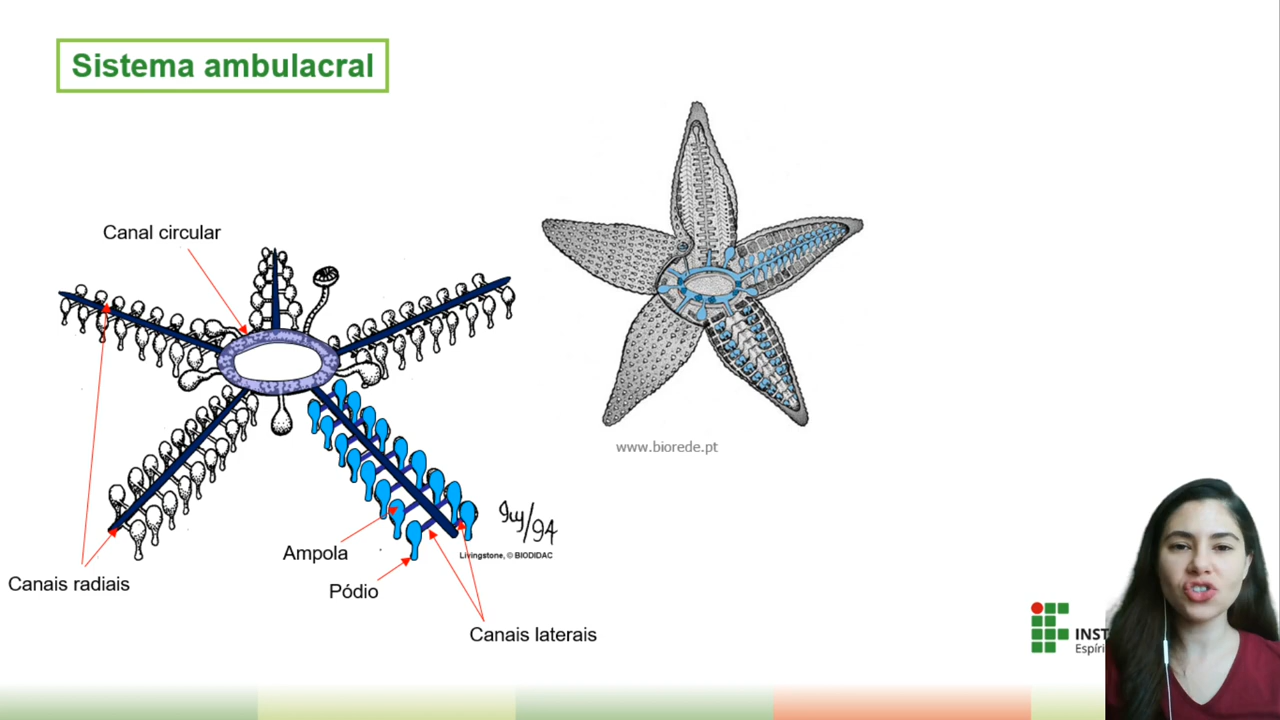 Sistema ambulacral
Canal circular
www.biorede.pt
Ampola
Livingstone, © BIODIDAC
Canais radiais
Pódio
Canais laterais
INST
Espíri